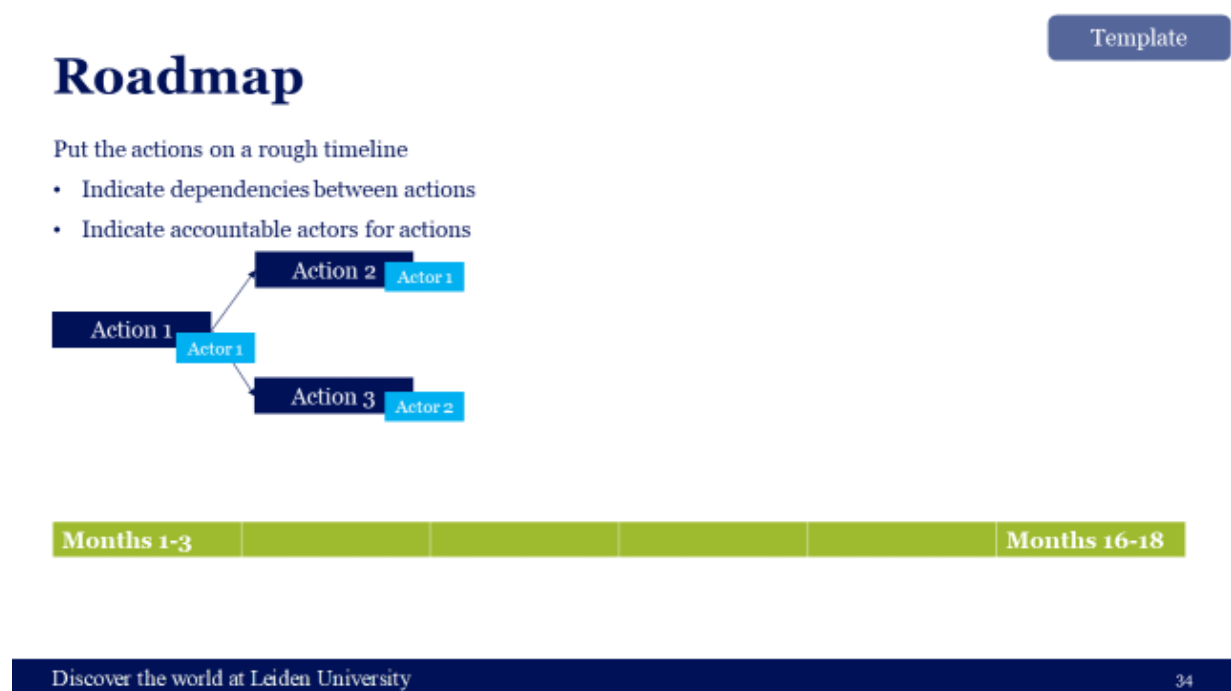 Template
Roadmap
Put the actions on a rough timeline
• Indicate dependencies between actions
• Indicate accountable actors for actions
Action 2
Actor 1
Action 1
Actor 1
Action 3
Actor 2
Months 1-3
Months 16-18
Discover the world at Leiden University
34